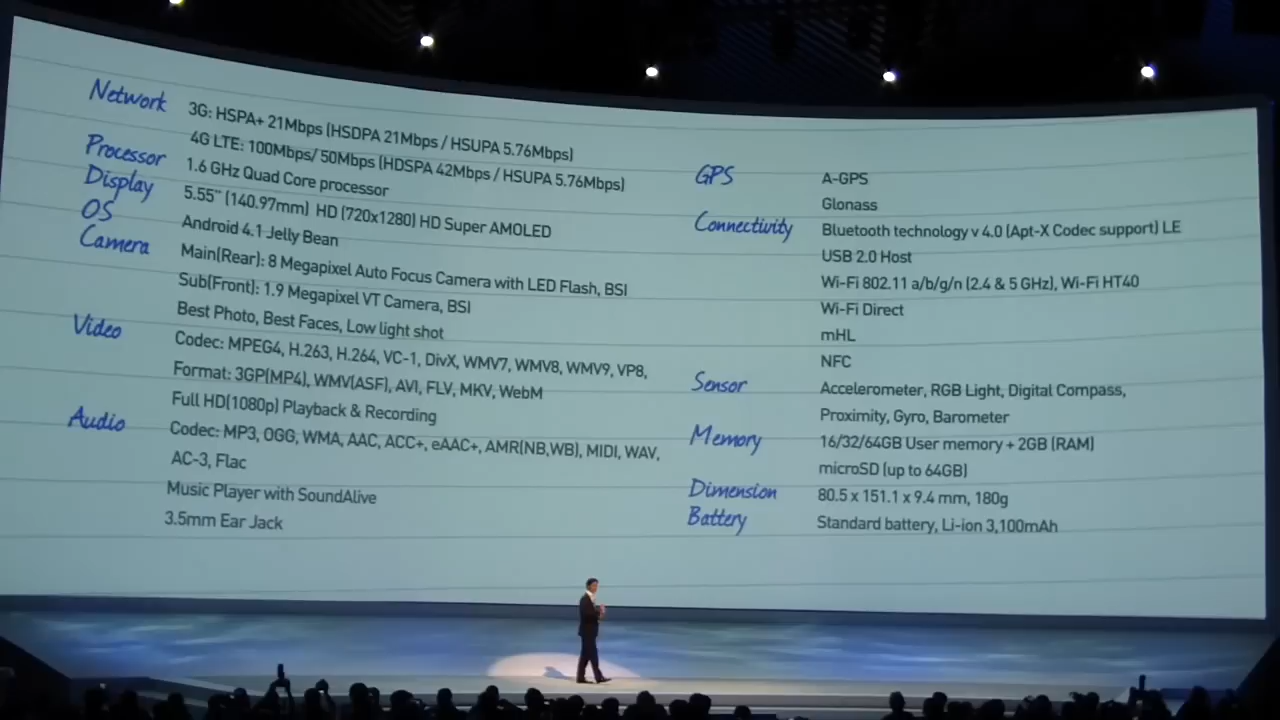 Network
3G: HSPA+ 21Mbps (HSDPA 21Mbps / HSUPA 5.76Mbps)
4G LTE: 100Mbps/ 50Mbps (HDSPA 42Mbps / HSUPA 5.76Mbps)
Processor
1.6 GHz Quad Core processor
Display
5.55" (140.97mm) HD (720x1280) HD Super AMOLED
OS
Android 4.1 Jelly Bean
Camera
Main(Rear): 8 Megapixel Auto Focus Camera with LED Flash, BSI
Sub(Front): 1.9 Megapixel VT Camera, BSI
Best Photo, Best Faces, Low light shot
Video
Codec: MPEG4, H.263, H.264, VC-1, DivX, WMV7, WMV8, WMV9, VP8,
Format: 3GP(MP4), WMV(ASF), AVI, FLV, MKV, WebM
Full HD(1080p) Playback & Recording
Audio
Codec: MP3, OGG, WMA, AAC, ACC+, eAAC+, AMR(NB,WB), MIDI, WAV,
AC-3, Flac
Music Player with SoundAlive
3.5mm Ear Jack
GPS
A-GPS
Glonass
Connectivity
Bluetooth technology v 4.0 (Apt-X Codec support) LE
USB 2.0 Host
Wi-Fi 802.11 a/b/g/n (2.4 & 5 GHz), Wi-Fi HT40
Wi-Fi Direct
mHL
NFC
Sensor
Accelerometer, RGB Light, Digital Compass,
Proximity, Gyro, Barometer
Memory
16/32/64GB User memory + 2GB (RAM)
microSD (up to 64GB)
Dimension
80.5 x 151.1 x 9.4 mm, 180g
Battery
Standard battery, Li-ion 3,100mAh